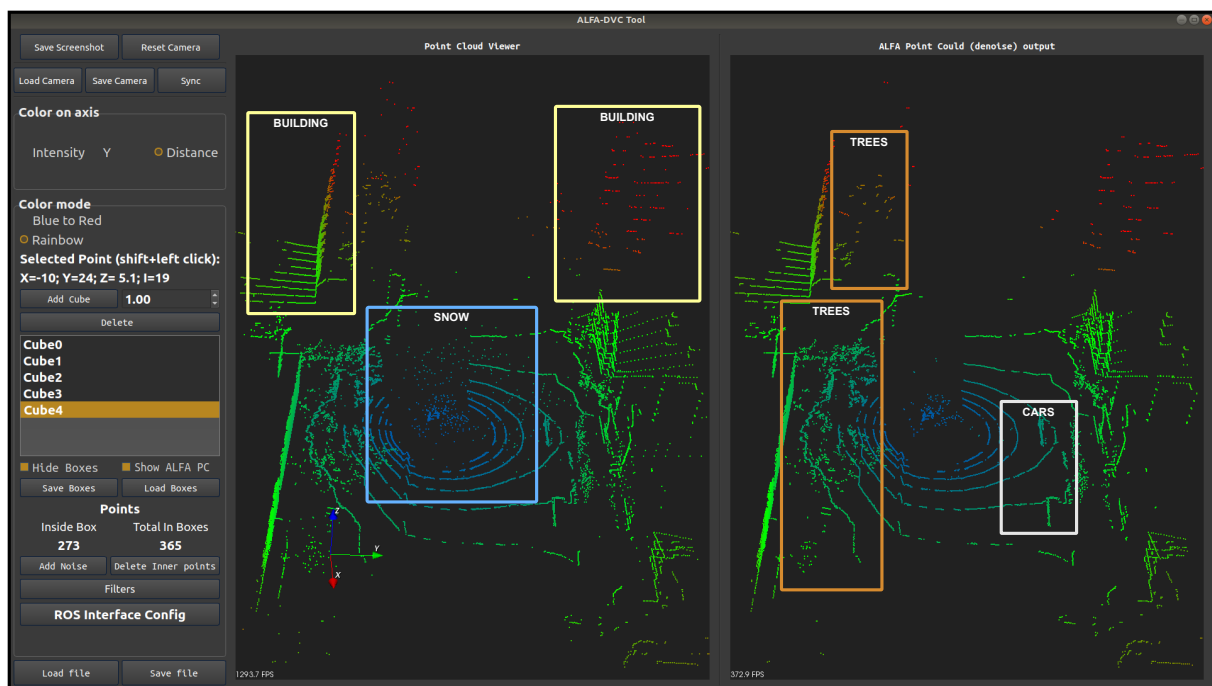 ALFA-DVC Tool
Save Screenshot
Reset Camera
Load Camera
Save Camera
Sync
Color on axis
Intensity
Y
Distance
Color mode
Blue to Red
Rainbow
Selected Point (shift+left click):
X=-10; Y=24; Z= 5.1; I=19
Add Cube
1.00
Delete
Cube0
Cube1
Cube2
Cube3
Cube4
Hide Boxes
Show ALFA PC
Save Boxes
Load Boxes
Points
Inside Box
Total In Boxes
273
365
Add Noise
Delete Inner points
Filters
ROS Interface Config
Load file
Save file
Point Cloud Viewer
BUILDING
BUILDING
SNOW
Z
Y
X
1293.7 FPS
ALFA Point Could (denoise) output
TREES
TREES
CARS
372.9 FPS